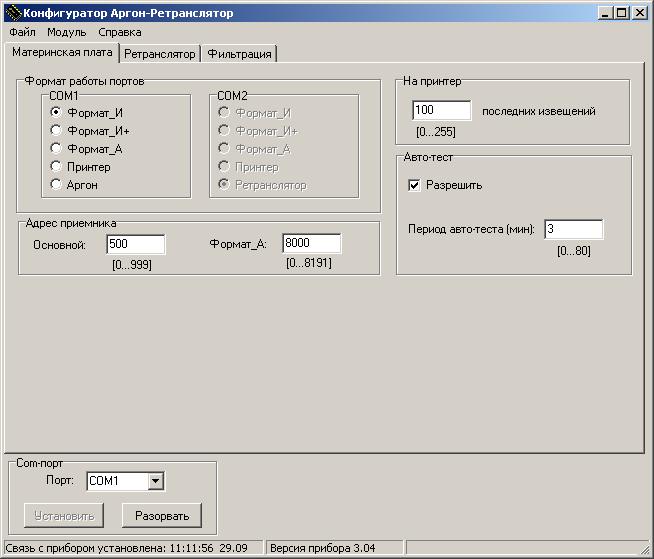 Конфигуратор Аргон-Ретранслятор
Файл Модуль Справка
Материнская плата Ретранслятор Фильтрация
Формат работы портов
COM1
Формат_И
Формат_И+
Формат_А
Принтер
Аргон
COM2
Формат_И
Формат_И+
Формат_А
Принтер
Ретранслятор
На принтер
100 последних извещений
[0...255]
Авто-тест
Разрешить
Период авто-теста (мин): 3
[0...80]
Адрес приемника
Основной: 500
[0...999]
Формат_А: 8000
[0...8191]
Com-порт
Порт: COM1
Установить Разорвать
Связь с прибором установлена: 11:11:56 29.09 Версия прибора 3.04